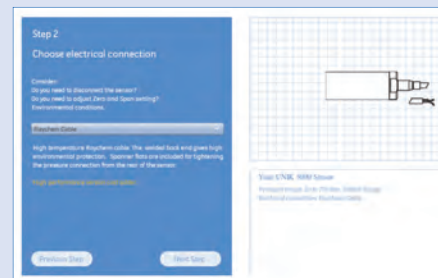 Step 2
Choose electrical connection
Consider:
Do you need to disconnect the sensor?
Do you need to adjust Zero and Span setting?
Environmental conditions.
Raychem Cable
High temperature Raychem cable. The welded back end gives high
environmental protection. Spanner flats are included for tightening
the pressure connection from the rest of the sensor.
Previous Step
Next Step
Your UNIK 5000 Sensor